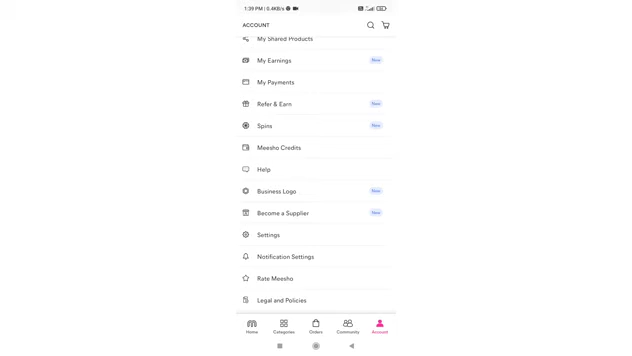 1:39 PM | 0.4KB/s
ACCOUNT
My Shared Products
My Earnings
New
My Payments
Refer & Earn
New
Spins
New
Meesho Credits
Help
Business Logo
New
Become a Supplier
New
Settings
Notification Settings
Rate Meesho
Legal and Policies
Home
Categories
Orders
Community
Account